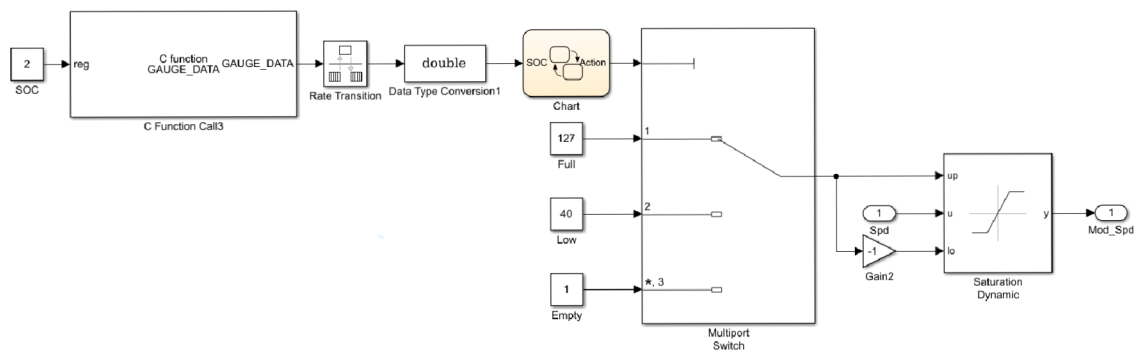 2
SOC
reg
C function
GAUGE_DATA
GAUGE_DATA
C Function Call3
Rate Transition
double
Data Type Conversion1
SOC
Action
Chart
127
Full
1
40
Low
2
1
Empty
*, 3
Multiport
Switch
1
Spd
-1
Gain2
up
u
lo
y
Saturation
Dynamic
1
Mod_Spd